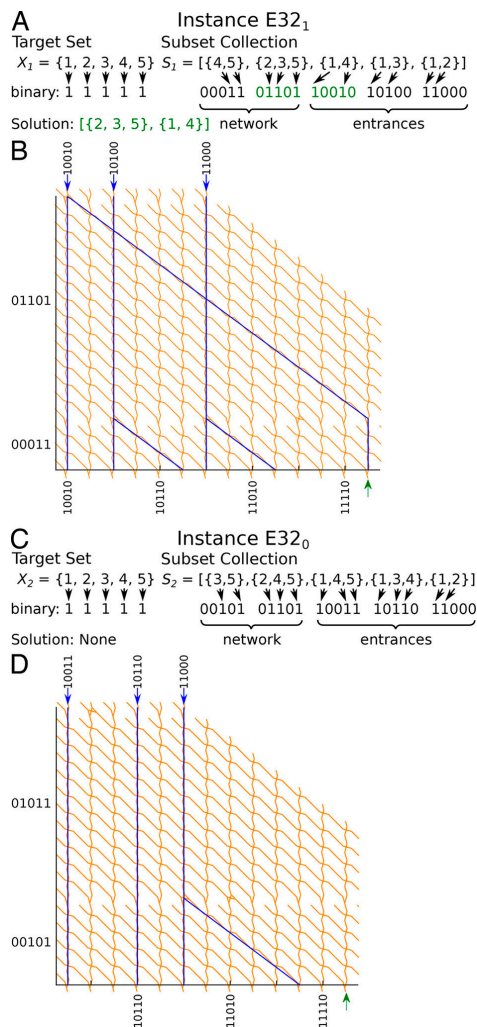 A
Instance E32₁
Target Set Subset Collection
X₁ = {1, 2, 3, 4, 5} S₁ = [{4,5}, {2,3,5}, {1,4}, {1,3}, {1,2}]
binary: 1 1 1 1 1 00011 01101 10010 10100 11000
Solution: [{2, 3, 5}, {1, 4}] network entrances
B
10010 10100 11000
01101
00011
10010 10110 11010 11110
C
Instance E32₀
Target Set Subset Collection
X₂ = {1, 2, 3, 4, 5} S₂ = [{3,5}, {2,4,5}, {1,4,5}, {1,3,4}, {1,2}]
binary: 1 1 1 1 1 00101 01101 10011 10110 11000
Solution: None network entrances
D
10011 10110 11000
01011
00101
10110 11010 11110